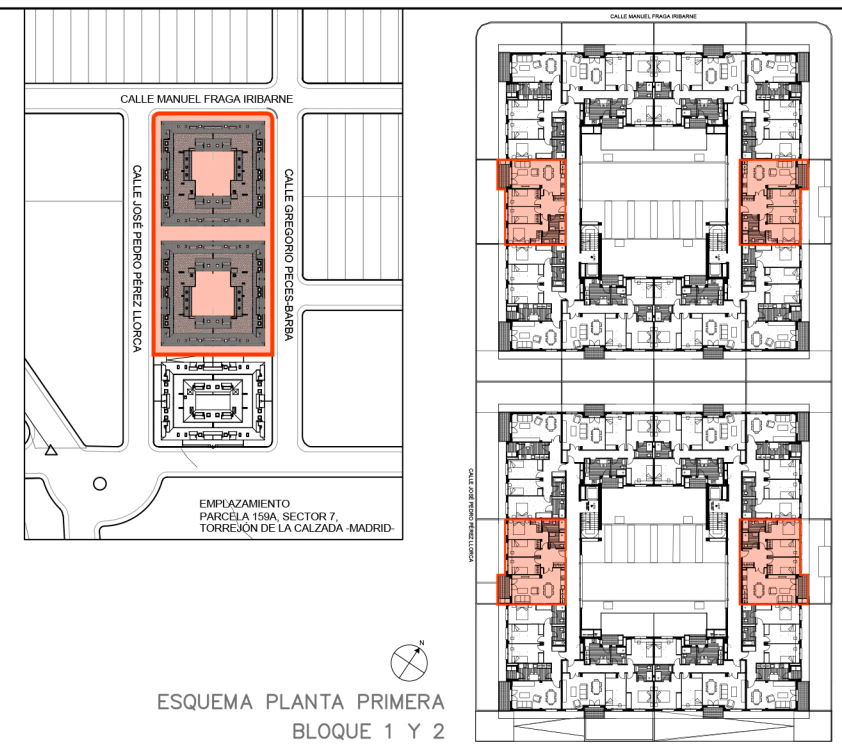 CALLE MANUEL FRAGA IRIBARNE
CALLE JOSÉ PEDRO PÉREZ LLORCA
CALLE GREGORIO PECES-BARBA
EMPLAZAMIENTO
PARCELA 159A, SECTOR 7,
TORREJÓN DE LA CALZADA -MADRID-
N
ESQUEMA PLANTA PRIMERA
BLOQUE 1 Y 2
CALLE MANUEL FRAGA IRIBARNE
CALLE JOSÉ PEDRO PÉREZ LLORCA